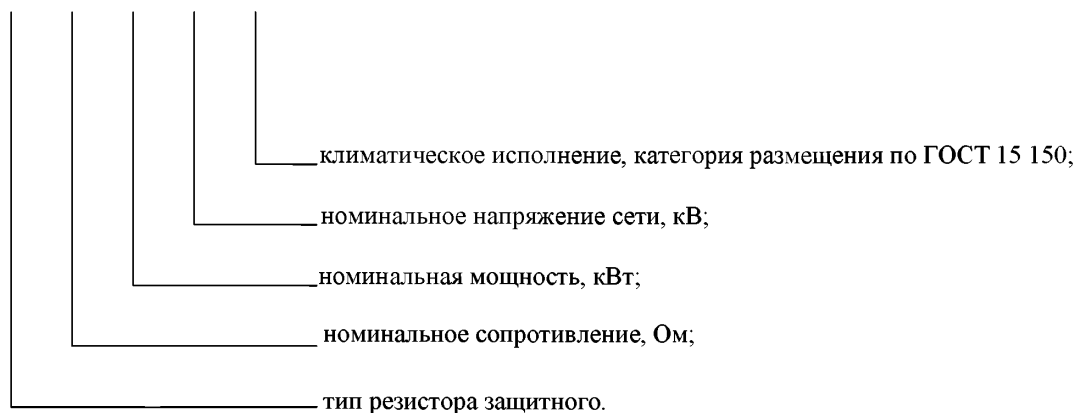 климатическое исполнение, категория размещения по ГОСТ 15 150;
номинальное напряжение сети, кВ;
номинальная мощность, кВт;
номинальное сопротивление, Ом;
тип резистора защитного.